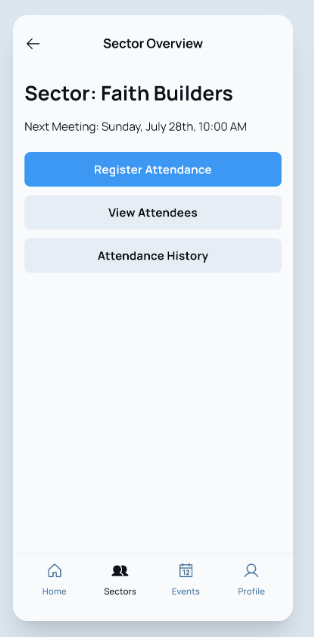 Sector Overview
Sector: Faith Builders
Next Meeting: Sunday, July 28th, 10:00 AM
Register Attendance
View Attendees
Attendance History
12
Home
Sectors
Events
Profile